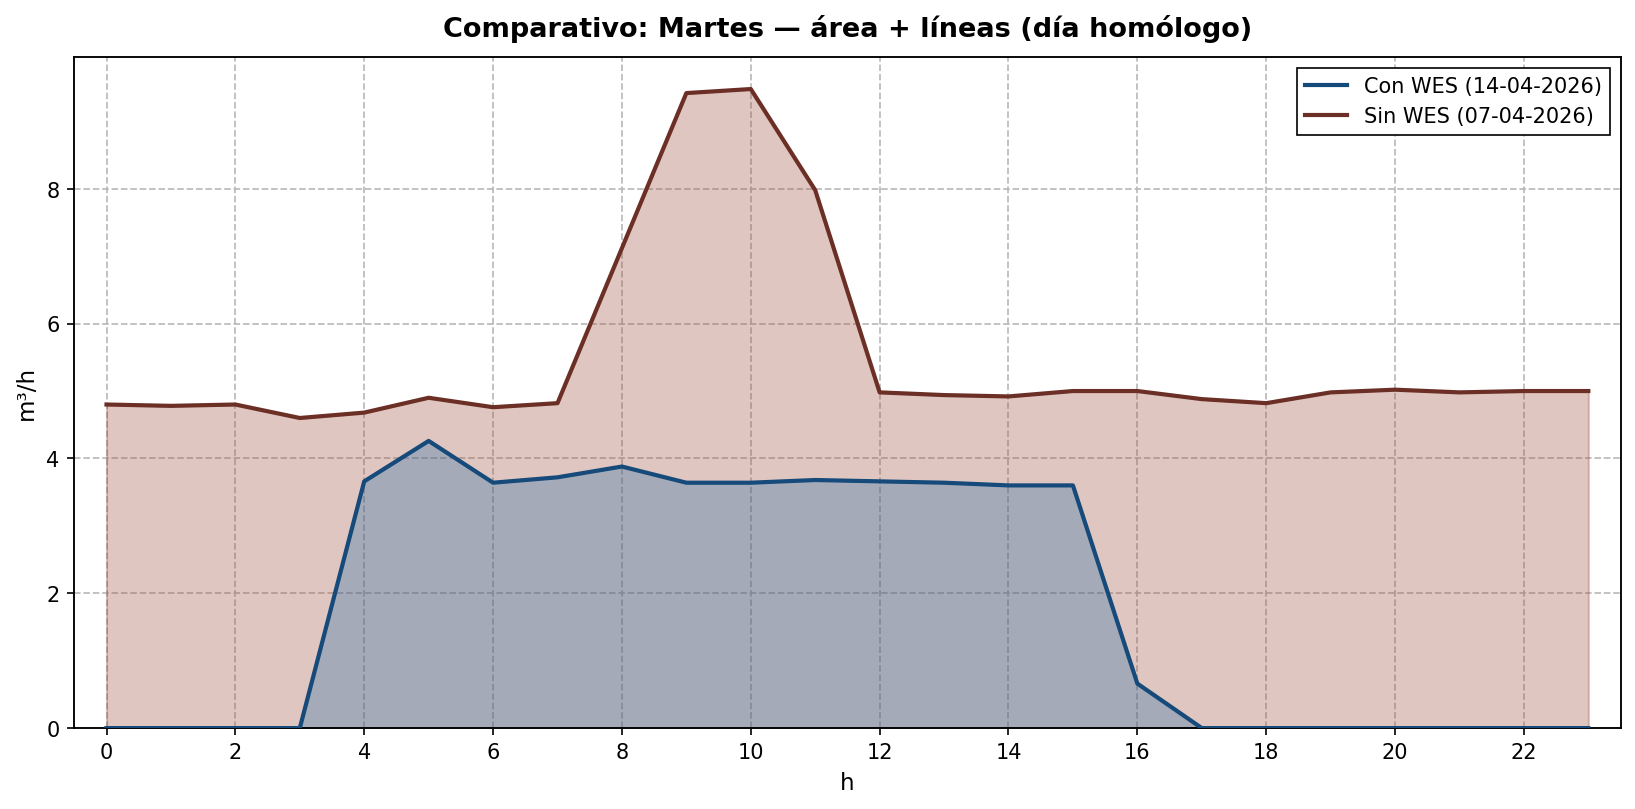 Comparativo: Martes — área + líneas (día homólogo)
Con WES (14-04-2026)
Sin WES (07-04-2026)
m³/h
8
6
4
2
0
0 2 4 6 8 10 12 14 16 18 20 22
h